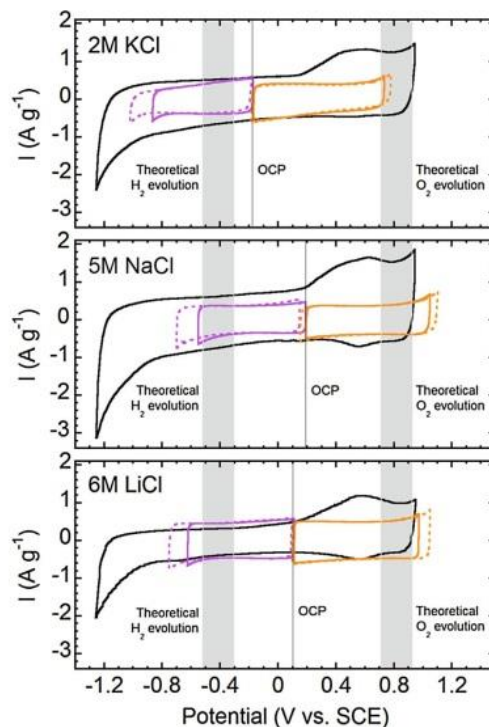 2M KCl
2
1
0
-1
-2
-3
I (A g-1)
Theoretical
H2 evolution
OCP
Theoretical
O2 evolution
5M NaCl
2
1
0
-1
-2
-3
I (A g-1)
Theoretical
H2 evolution
OCP
Theoretical
O2 evolution
6M LiCl
2
1
0
-1
-2
-3
I (A g-1)
Theoretical
H2 evolution
OCP
Theoretical
O2 evolution
-1.2 -0.8 -0.4 0 0.4 0.8 1.2
Potential (V vs. SCE)